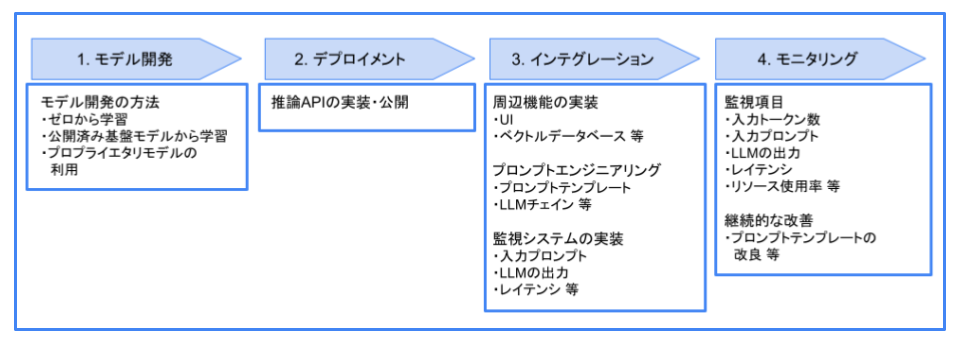 1. モデル開発
モデル開発の方法
・ゼロから学習
・公開済み基盤モデルから学習
・プロプライエタリモデルの
利用
2. デプロイメント
推論APIの実装・公開
3. インテグレーション
周辺機能の実装
・UI
・ベクトルデータベース 等
プロンプトエンジニアリング
・プロンプトテンプレート
・LLMチェイン 等
監視システムの実装
・入力プロンプト
・LLMの出力
・レイテンシ 等
4. モニタリング
監視項目
・入力トークン数
・入力プロンプト
・LLMの出力
・レイテンシ
・リソース使用率 等
継続的な改善
・プロンプトテンプレートの
改良 等